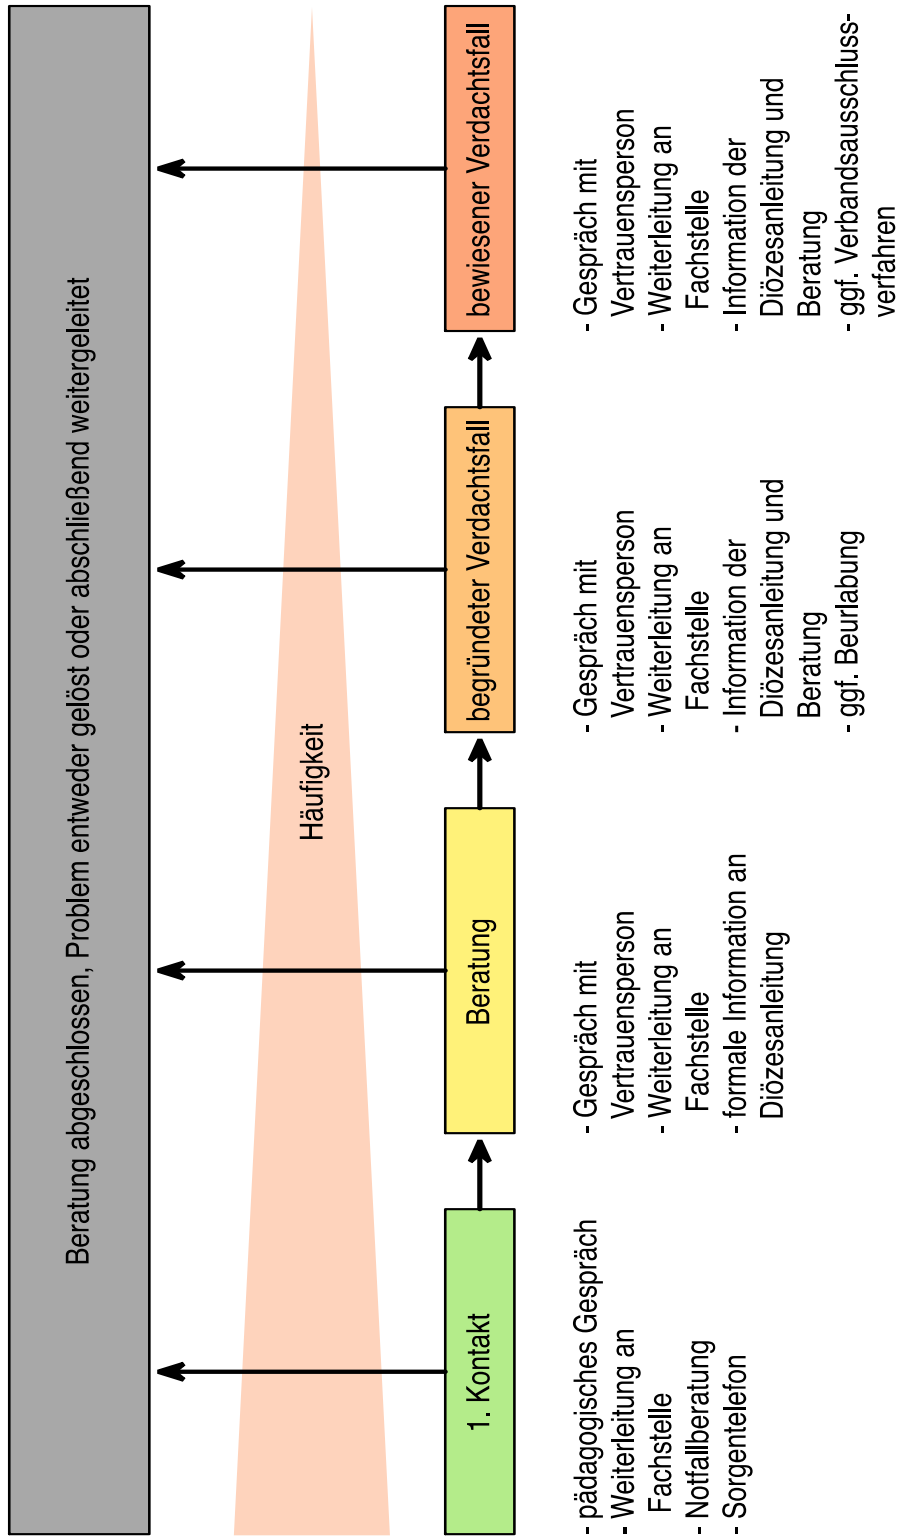 Beratung abgeschlossen, Problem entweder gelöst oder abschließend weitergeleitet
Häufigkeit
1. Kontakt
Beratung
begründeter Verdachtsfall
bewiesener Verdachtsfall
- pädagogisches Gespräch
- Weiterleitung an
Fachstelle
- Notfallberatung
- Sorgentelefon
- Gespräch mit
Vertrauensperson
- Weiterleitung an
Fachstelle
- formale Information an
Diözesanleitung
- Gespräch mit
Vertrauensperson
- Weiterleitung an
Fachstelle
- Information der
Diözesanleitung und
Beratung
- ggf. Beurlabung
- Gespräch mit
Vertrauensperson
- Weiterleitung an
Fachstelle
- Information der
Diözesanleitung und
Beratung
- ggf. Verbandsausschluss-
verfahren